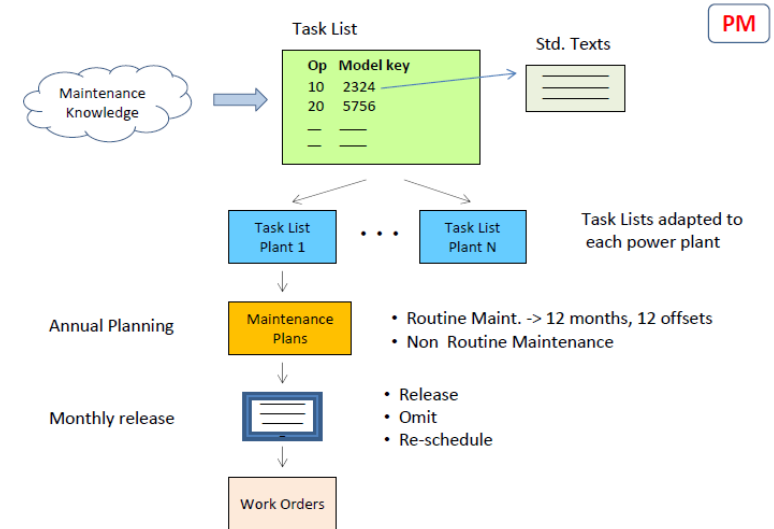 PM
Task List
Std. Texts
Op Model key
10 2324
20 5756
Maintenance
Knowledge
Task List
Plant 1
• • •
Task List
Plant N
Task Lists adapted to
each power plant
Annual Planning
Maintenance
Plans
• Routine Maint. -> 12 months, 12 offsets
• Non Routine Maintenance
Monthly release
• Release
• Omit
• Re-schedule
Work Orders